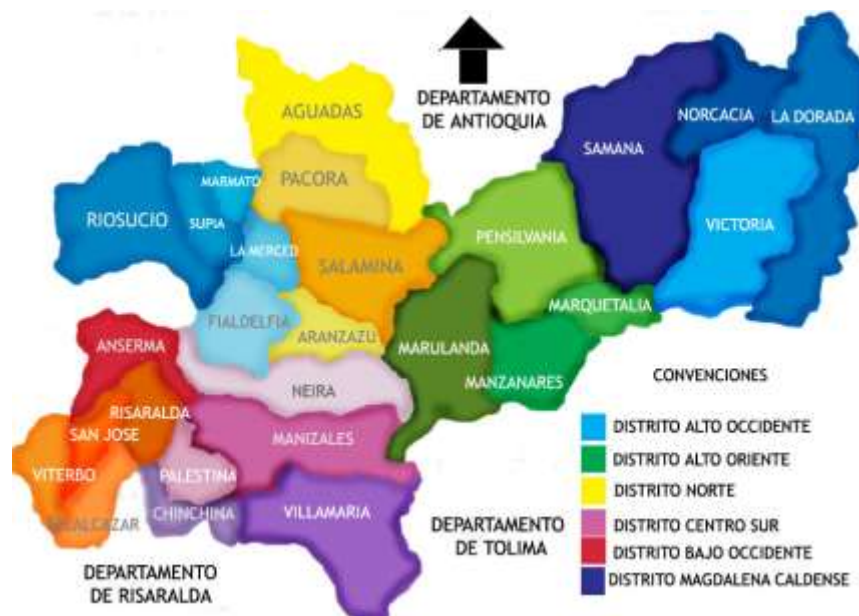 DEPARTAMENTO
DE ANTIOQUIA
AGUADAS
NORCACIA
LA DORADA
SAMANA
MARMATO
PACORA
RIOSUCIO
SUPIA
VICTORIA
PENSILVANIA
LA MERCED
SALAMINA
MARQUETALIA
FIALDELFIA
ARANZAZU
ANSERMA
MARULANDA
MANZANARES
CONVENCIONES
NEIRA
RISARALDA
SAN JOSE
MANIZALES
VITERBO
PALESTINA
CHINCHINA
VILLAMARIA
BELALCAZAR
DISTRITO ALTO OCCIDENTE
DISTRITO ALTO ORIENTE
DISTRITO NORTE
DISTRITO CENTRO SUR
DISTRITO BAJO OCCIDENTE
DISTRITO MAGDALENA CALDENSE
DEPARTAMENTO
DE TOLIMA
DEPARTAMENTO
DE RISARALDA